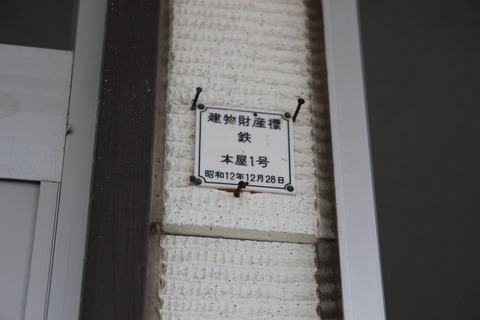 建物財産標
鉄
本屋1号
昭和12年12月28日